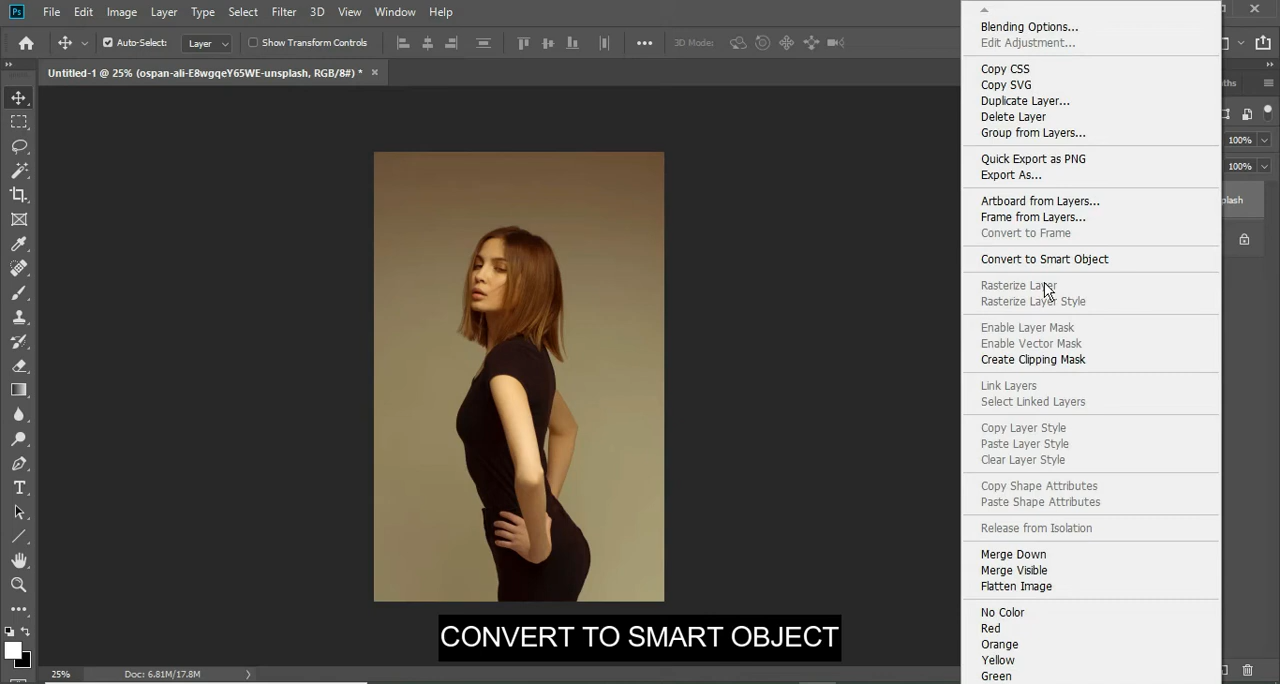 Ps File Edit Image Layer Type Select Filter 3D View Window Help
Auto-Select: Layer Show Transform Controls 3D Mode:
Untitled-1 @ 25% (ospan-ali-E8wgqeY65WE-unsplash, RGB/8#) *
Blending Options...
Edit Adjustment...
Copy CSS
Copy SVG
Duplicate Layer...
Delete Layer
Group from Layers...
Quick Export as PNG
Export As...
Artboard from Layers...
Frame from Layers...
Convert to Frame
Convert to Smart Object
Rasterize Layer
Rasterize Layer Style
Enable Layer Mask
Enable Vector Mask
Create Clipping Mask
Link Layers
Select Linked Layers
Copy Layer Style
Paste Layer Style
Clear Layer Style
Copy Shape Attributes
Paste Shape Attributes
Release from Isolation
Merge Down
Merge Visible
Flatten Image
No Color
Red
Orange
Yellow
Green
ths
100%
100%
plash
CONVERT TO SMART OBJECT
25% Doc: 6.81M/17.8M